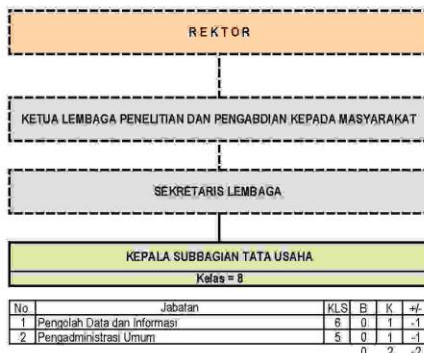 REKTOR
KETUA LEMBAGA PENELITIAN DAN PENGABDIAN KEPADA MASYARAKAT
SEKRETARIS LEMBAGA
KEPALA SUBBAGIAN TATA USAHA
Kelas = 8
No. Jabatan KLS B K +/-
1 Pengolah Data dan Informasi 6 0 1 -1
2 Pengadministrasi Umum 5 0 1 -1
0 2 -2